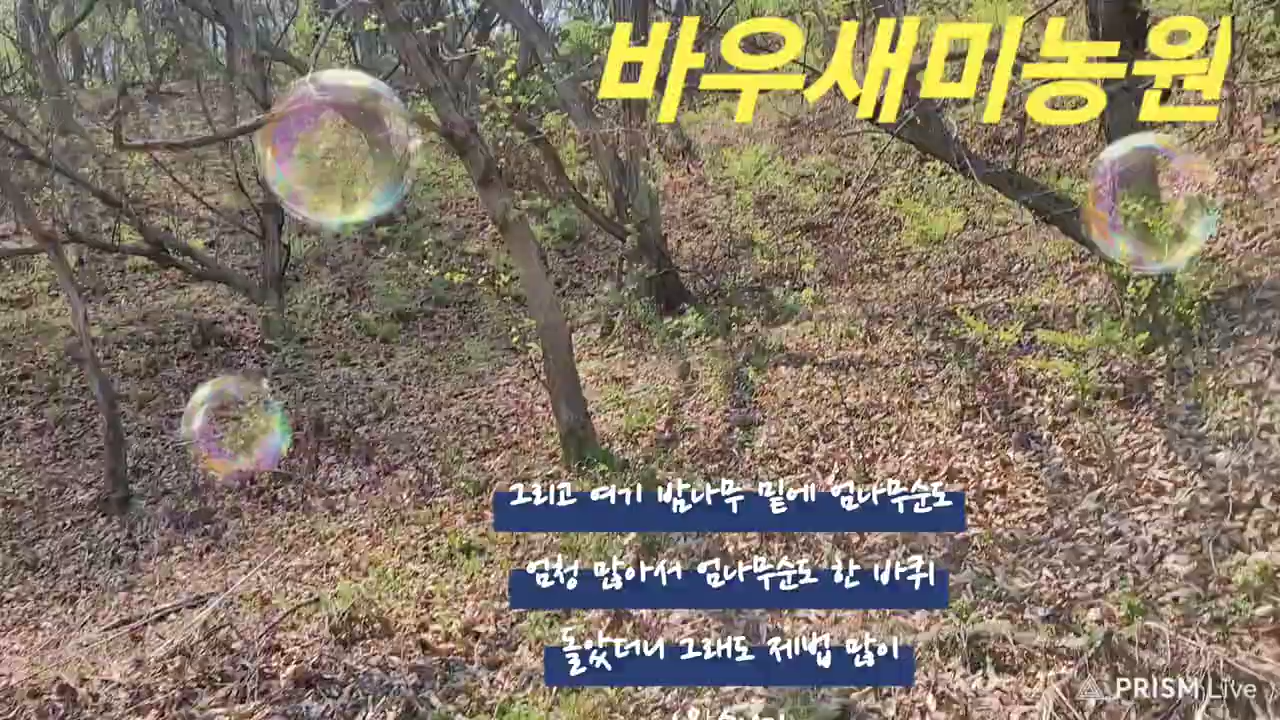 바우새미농원
그리고 여기 밤나무 밑에 엄나무순도
엄청 많아서 엄나무순도 한 바퀴
돌았더니 그래도 제법 많이
PRISM Live